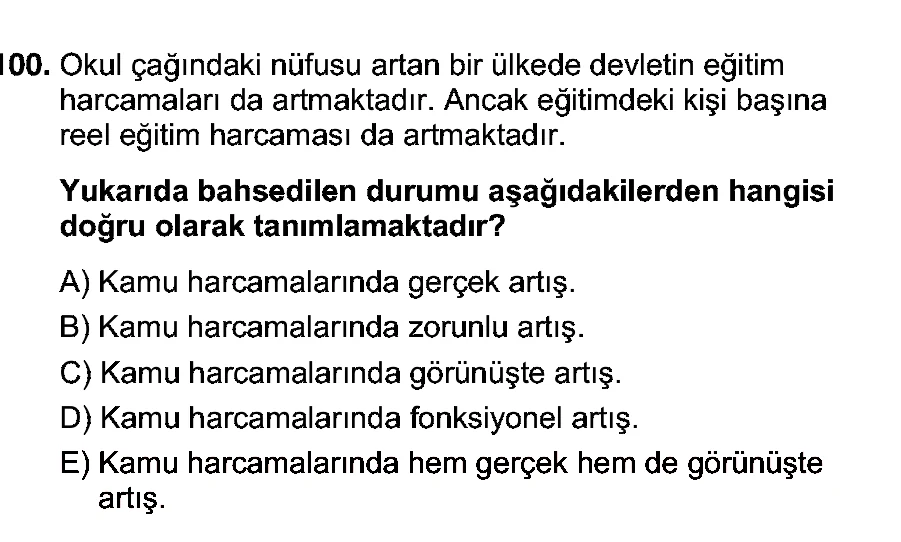 100. Okul çağındaki nüfusu artan bir ülkede devletin eğitim
harcamaları da artmaktadır. Ancak eğitimdeki kişi başına
reel eğitim harcaması da artmaktadır.
Yukarıda bahsedilen durumu aşağıdakilerden hangisi
doğru olarak tanımlamaktadır?
A) Kamu harcamalarında gerçek artış.
B) Kamu harcamalarında zorunlu artış.
C) Kamu harcamalarında görünüşte artış.
D) Kamu harcamalarında fonksiyonel artış.
E) Kamu harcamalarında hem gerçek hem de görünüşte
artış.